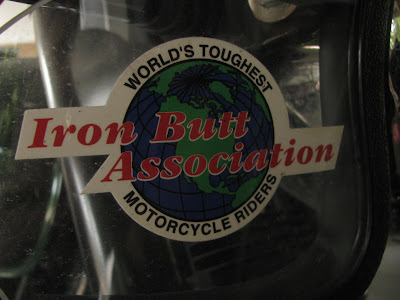 WORLD'S TOUGHEST
Iron Butt
Association
MOTORCYCLE RIDERS